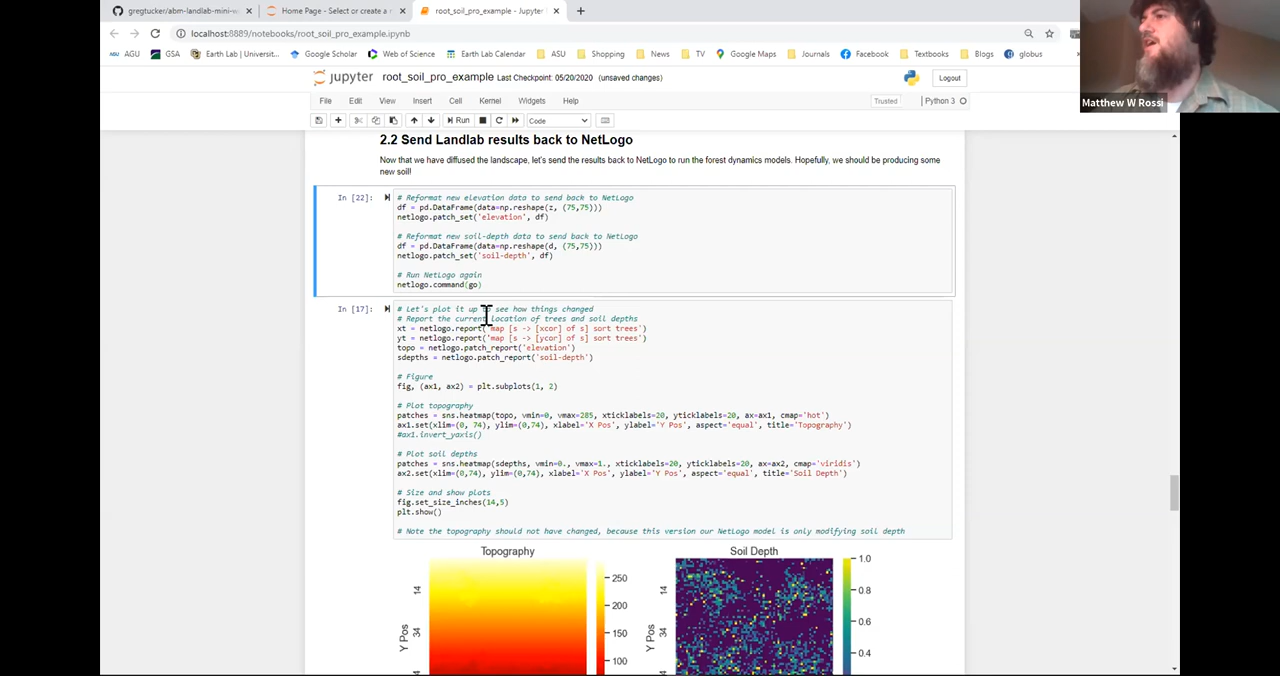 gregtucker/abm-landlab-mini-w
Home Page - Select or create a n
root_soil_pro_example - Jupyter
localhost:8889/notebooks/root_soil_pro_example.ipynb
AGU
GSA
Earth Lab | Universit...
Google Scholar
Web of Science
Earth Lab Calendar
ASU
Shopping
News
TV
Google Maps
Journals
Facebook
Textbooks
Blogs
globus
Matthew W Rossi
jupyter root_soil_pro_example Last Checkpoint: 05/20/2020 (unsaved changes)
Logout
File Edit View Insert Cell Kernel Widgets Help
Trusted
Python 3
Run
Code
2.2 Send Landlab results back to NetLogo
Now that we have diffused the landscape, let's send the results back to NetLogo to run the forest dynamics models. Hopefully, we should be producing some
new soil!
In [22]:
# Reformat new elevation data to send back to NetLogo
df = pd.DataFrame(data=np.reshape(z, (75,75)))
netlogo.patch_set('elevation', df)
# Reformat new soil-depth data to send back to NetLogo
df = pd.DataFrame(data=np.reshape(d, (75,75)))
netlogo.patch_set('soil-depth', df)
# Run NetLogo again
netlogo.command(go)
In [17]:
# Let's plot it up to see how things changed
# Report the current location of trees and soil depths
xt = netlogo.report('map [s -> [xcor] of s] sort trees')
yt = netlogo.report('map [s -> [ycor] of s] sort trees')
topo = netlogo.patch_report('elevation')
sdepths = netlogo.patch_report('soil-depth')
# Figure
fig, (ax1, ax2) = plt.subplots(1, 2)
# Plot topography
patches = sns.heatmap(topo, vmin=0, vmax=285, xticklabels=20, yticklabels=20, ax=ax1, cmap='hot')
ax1.set(xlim=(0, 74), ylim=(0,74), xlabel='X Pos', ylabel='Y Pos', aspect='equal', title='Topography')
#ax1.invert_yaxis()
# Plot soil depths
patches = sns.heatmap(sdepths, vmin=0., vmax=1., xticklabels=20, yticklabels=20, ax=ax2, cmap='viridis')
ax2.set(xlim=(0,74), ylim=(0,74), xlabel='X Pos', ylabel='Y Pos', aspect='equal', title='Soil Depth')
# Size and show plots
fig.set_size_inches(14,5)
plt.show()
# Note the topography should not have changed, because this version our NetLogo model is only modifying soil depth
Topography
Y Pos
14
34
250
200
150
100
Soil Depth
Y Pos
14
34
1.0
0.8
0.6
0.4